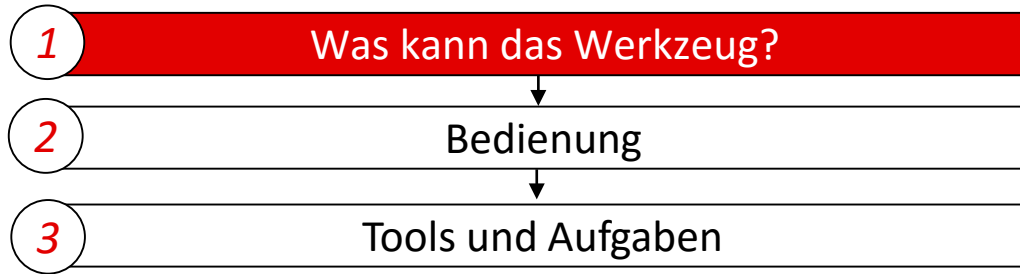 1 Was kann das Werkzeug?
2 Bedienung
3 Tools und Aufgaben